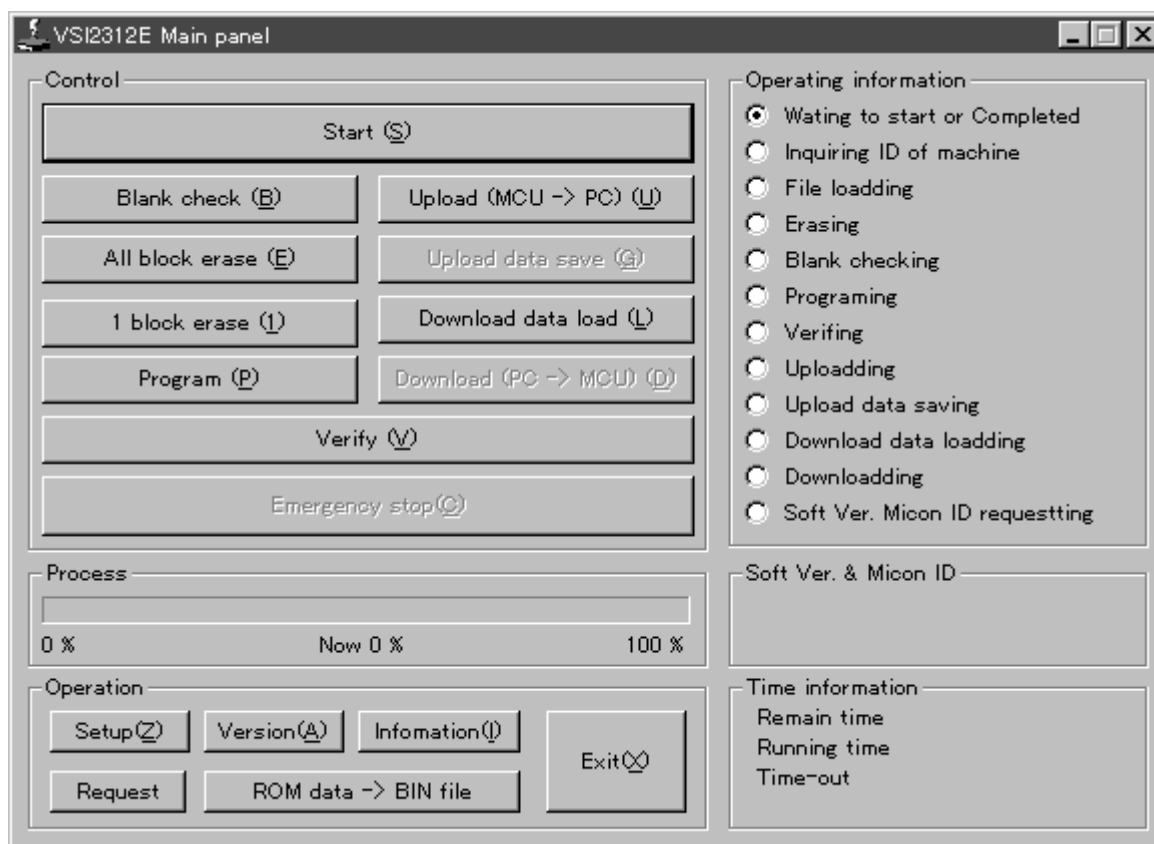 VSI2312E Main panel
Control
Start (S)
Blank check (B)
Upload (MCU -> PC) (U)
All block erase (E)
Upload data save (G)
1 block erase (1)
Download data load (L)
Program (P)
Download (PC -> MCU) (D)
Verify (V)
Emergency stop(C)
Operating information
Wating to start or Completed
Inquiring ID of machine
File loadding
Erasing
Blank checking
Programing
Verifing
Uploadding
Upload data saving
Download data loadding
Downloadding
Soft Ver. Micon ID requestting
Process
0 % Now 0 % 100 %
Soft Ver. & Micon ID
Operation
Setup(Z) Version(A) Infomation(I)
Exit(X)
Request ROM data -> BIN file
Time information
Remain time
Running time
Time-out